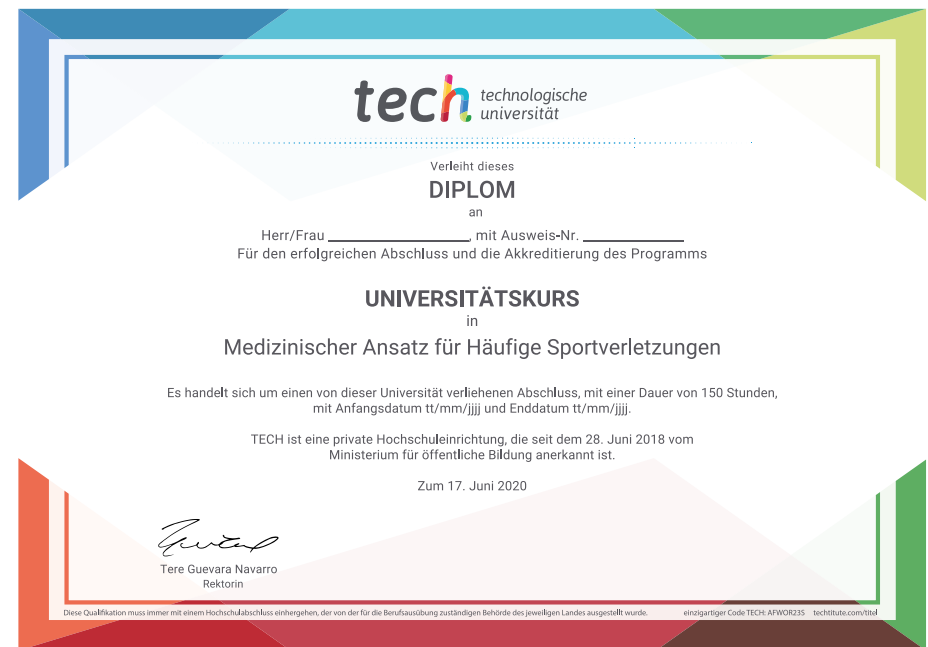 tech technologische
universität
Verleiht dieses
DIPLOM
an
Herr/Frau ____________________, mit Ausweis-Nr. ______________
Für den erfolgreichen Abschluss und die Akkreditierung des Programms
UNIVERSITÄTSKURS
in
Medizinischer Ansatz für Häufige Sportverletzungen
Es handelt sich um einen von dieser Universität verliehenen Abschluss, mit einer Dauer von 150 Stunden,
mit Anfangsdatum tt/mm/jjjj und Enddatum tt/mm/jjjj.
TECH ist eine private Hochschuleinrichtung, die seit dem 28. Juni 2018 vom
Ministerium für öffentliche Bildung anerkannt ist.
Zum 17. Juni 2020
Tere Guevara Navarro
Rektorin
Diese Qualifikation muss immer mit einem Hochschulabschluss einhergehen, der von der für die Berufsausübung zuständigen Behörde des jeweiligen Landes ausgestellt wurde. einzigartiger Code TECH: AFWOR23S techtitute.com/titel